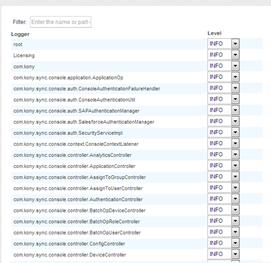 Filter: Enter the name or part
Logger Level
root INFO
Licensing INFO
com.kony INFO
com.kony.sync.console.application.ApplicationOp INFO
com.kony.sync.console.auth.ConsoleAuthenticationFailureHandler INFO
com.kony.sync.console.auth.ConsoleAuthenticationUtil INFO
com.kony.sync.console.auth.SAPAuthenticationManager INFO
com.kony.sync.console.auth.SalesforceAuthenticationManager INFO
com.kony.sync.console.auth.SecurityServiceImpl INFO
com.kony.sync.console.context.ConsoleContextListener INFO
com.kony.sync.console.controller.AnalyticsController INFO
com.kony.sync.console.controller.ApplicationController INFO
com.kony.sync.console.controller.AssignToGroupController INFO
com.kony.sync.console.controller.AssignToUserController INFO
com.kony.sync.console.controller.AuthenticationController INFO
com.kony.sync.console.controller.BatchOpDeviceController INFO
com.kony.sync.console.controller.BatchOpRoleController INFO
com.kony.sync.console.controller.BatchOpUserController INFO
com.kony.sync.console.controller.ConfigController INFO
com.kony.sync.console.controller.DeviceController INFO